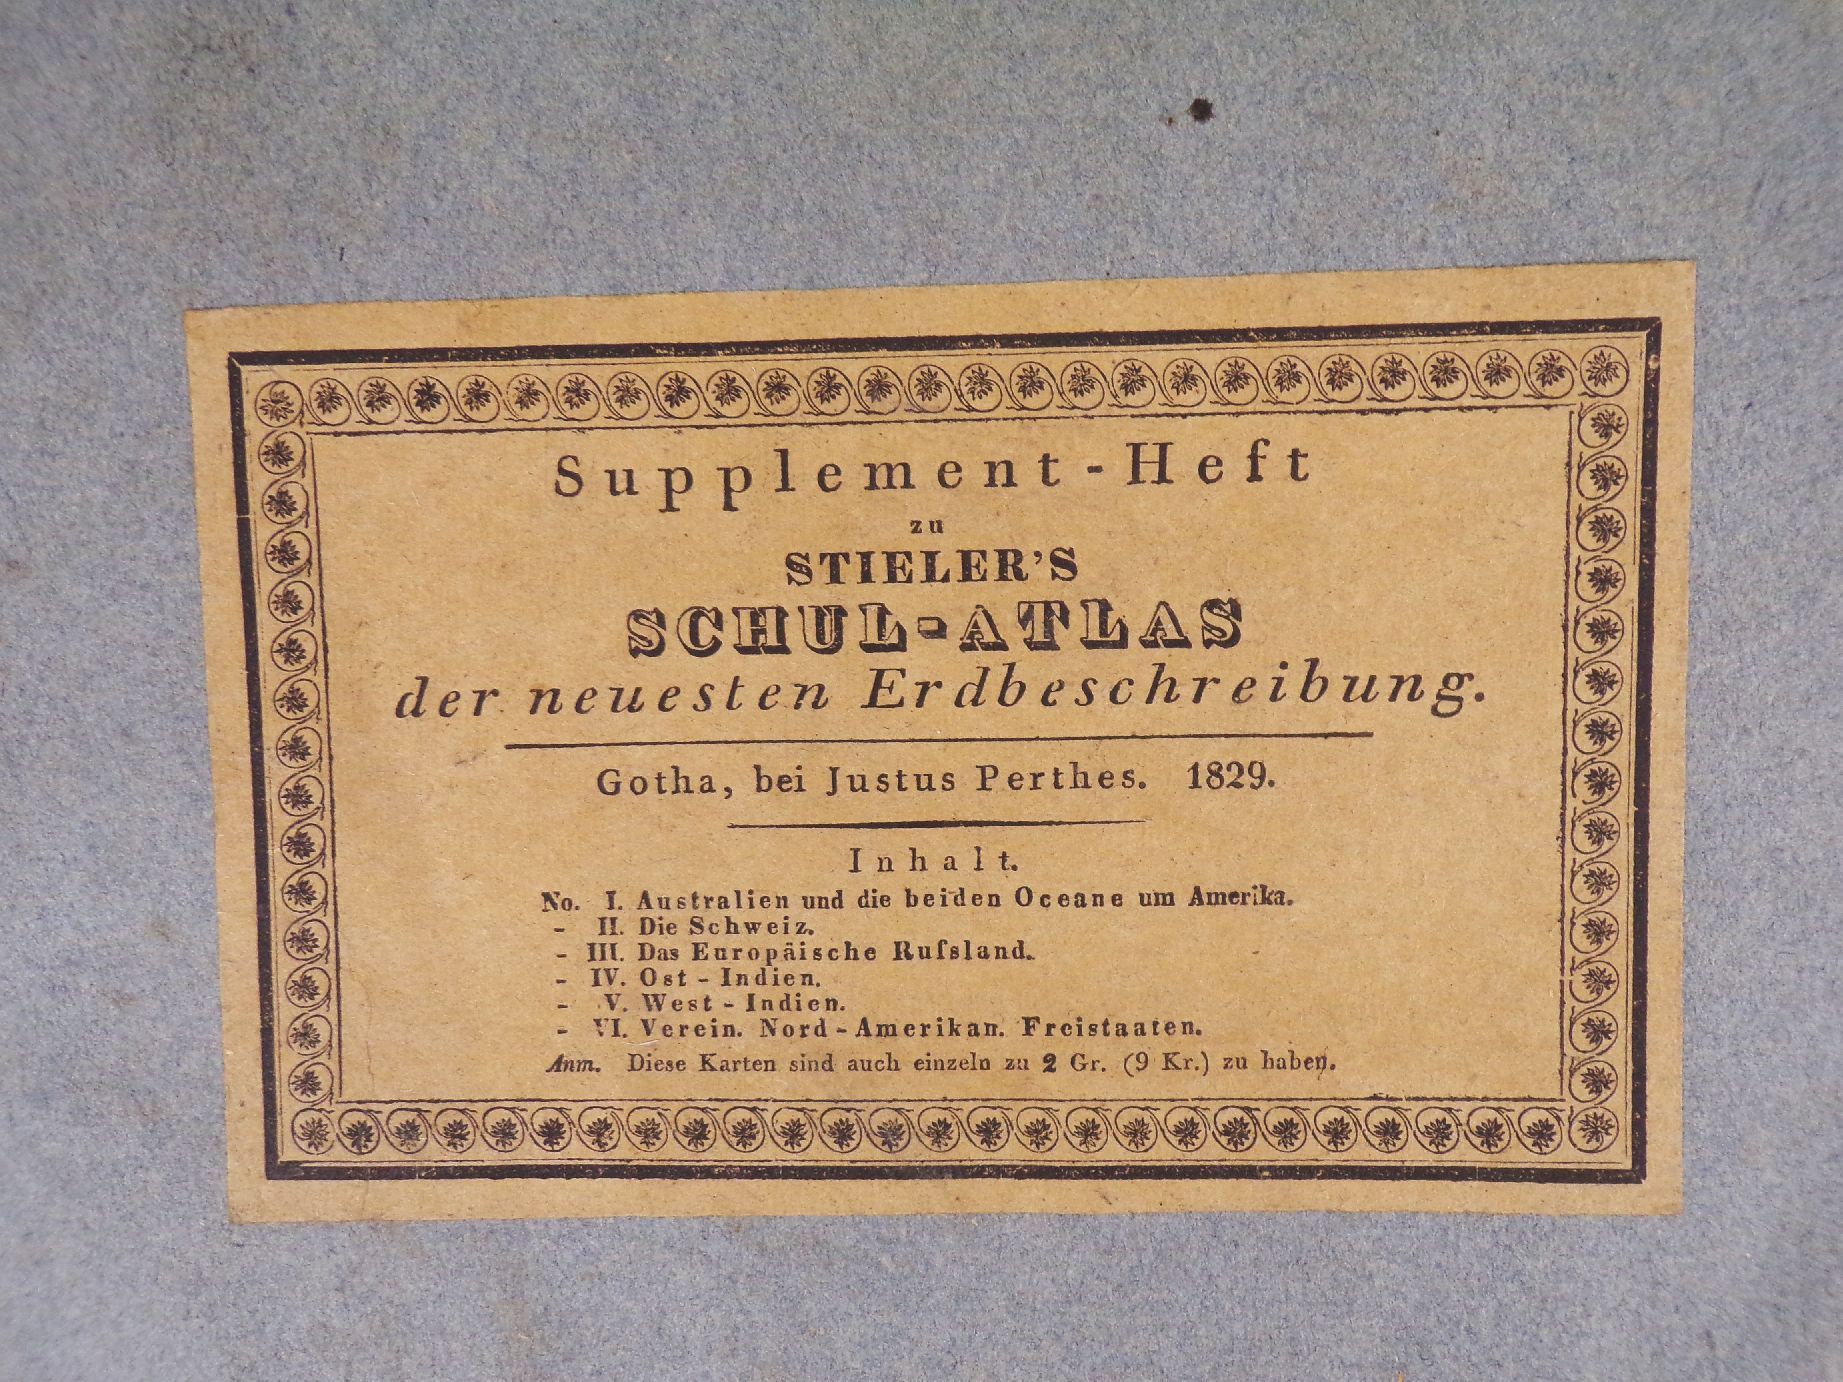 Supplement-Heft
zu
STIELER'S
SCHUL-ATLAS
der neuesten Erdbeschreibung.
Gotha, bei Justus Perthes. 1829.
Inhalt.
No. I. Australien und die beiden Oceane um Amerika.
- II. Die Schweiz.
- III. Das Europäische Ruſsland.
- IV. Ost-Indien.
- V. West-Indien.
- VI. Verein. Nord-Amerikan. Freistaaten.
Anm. Diese Karten sind auch einzeln zu 2 Gr. (9 Kr.) zu haben.